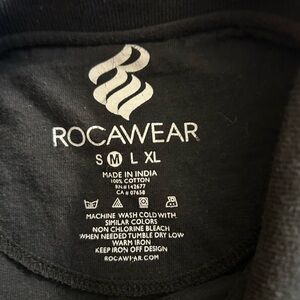 ROCAWEAR
S M L XL
MADE IN INDIA
100% COTTON
RN# 142677
CA # 07658
MACHINE WASH COLD WITH
SIMILAR COLORS
NON CHLORINE BLEACH
WHEN NEEDED TUMBLE DRY LOW
WARM IRON
KEEP IRON OFF DESIGN
ROCAWEAR.COM